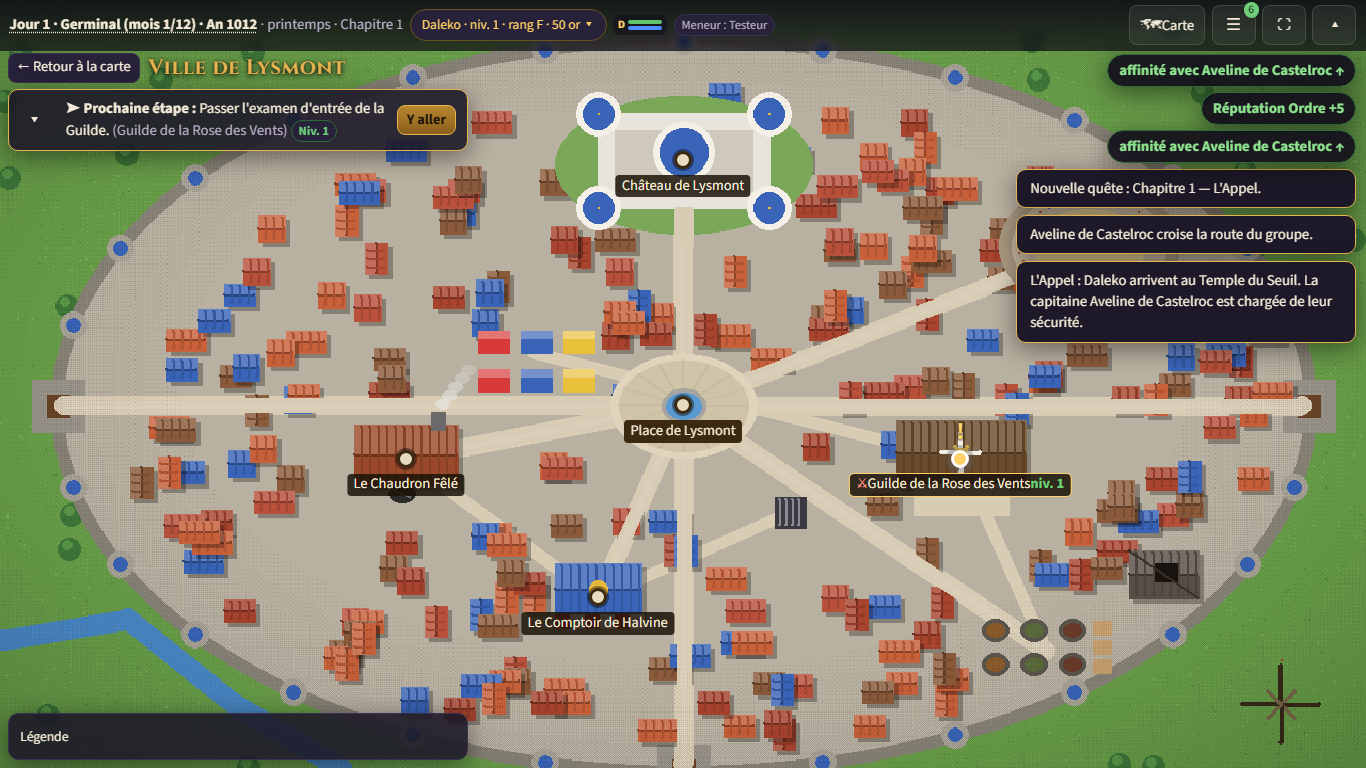 Jour 1 · Germinal (mois 1/12) · An 1012 · printemps · Chapitre 1
Daleko · niv. 1 · rang F · 50 or ▾
D
Meneur : Testeur
Carte
☰
6
← Retour à la carte
Ville de Lysmont
➤ Prochaine étape : Passer l'examen d'entrée de la
Guilde. (Guilde de la Rose des Vents) Niv. 1
Y aller
affinité avec Aveline de Castelroc ↑
Réputation Ordre +5
affinité avec Aveline de Castelroc ↑
Nouvelle quête : Chapitre 1 — L'Appel.
Aveline de Castelroc croise la route du groupe.
L'Appel : Daleko arrivent au Temple du Seuil. La
capitaine Aveline de Castelroc est chargée de leur
sécurité.
Château de Lysmont
Place de Lysmont
Le Chaudron Fêlé
⚔Guilde de la Rose des Ventsniv. 1
Le Comptoir de Halvine
Légende